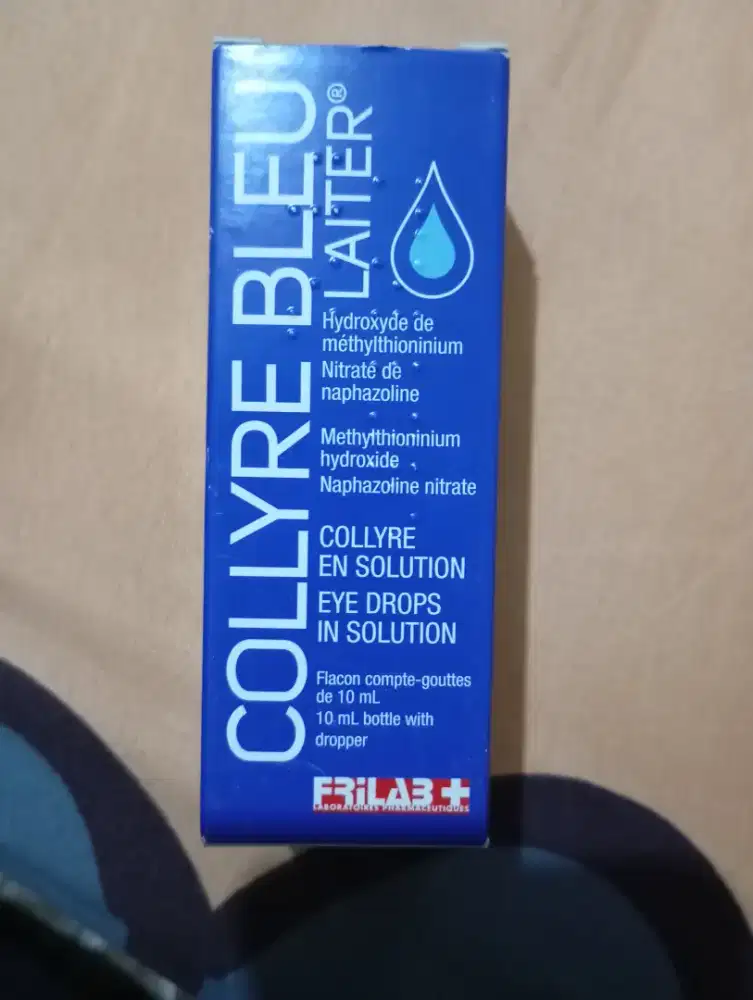 COLLYRE BLEU
LAITER®
Hydroxyde de
méthylthioninium
Nitrate de
naphazoline
Methylthioninium
hydroxide
Naphazoline nitrate
COLLYRE
EN SOLUTION
EYE DROPS
IN SOLUTION
Flacon compte-gouttes
de 10 mL
10 mL bottle with
dropper
FRiLAB
LABORATOIRES PHARMACEUTIQUES